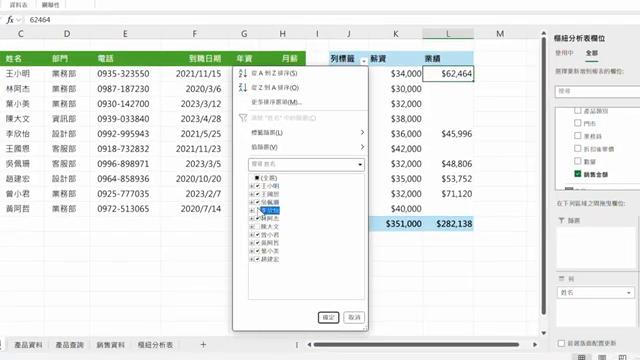 資料表 關聯性
fx 62464
C D E F G H I J K L M
姓名 部門 電話 到職日期 年資 月薪 列標籤 薪資 業績
王小明 業務部 0935-323550 2021/11/15 $34,000 $62,464
林阿杰 業務部 0987-187230 2020/3/6 $30,000
葉小美 業務部 0930-142700 2023/3/12 $38,000
陳大文 資訊部 0939-033840 2023/4/28
李欣怡 設計部 0992-995943 2021/5/25 $36,000 $45,996
王國恩 客服部 0918-732832 2021/11/23
吳佩珊 客服部 0964-898971 2023/3/5 $32,000 $48,806
趙建宏 設計部 0964-858936 2020/10/20 $35,000 $53,752
曾小君 業務部 0925-777035 2023/2/7 $32,000 $71,120
黃阿哲 業務部 0972-513065 2020/7/14 $40,000
$351,000 $282,138
從 A 到 Z 排序(S)
從 Z 到 A 排序(O)
更多排序選項(M)...
清除 "姓名" 中的篩選(C)
標籤篩選(L)
值篩選(V)
搜尋 姓名
(全選)
王小明
王國恩
吳佩珊
李欣怡
林阿杰
陳大文
曾小君
黃阿哲
葉小美
趙建宏
確定 取消
樞紐分析表欄位
使用中 全部
選擇要新增到報表的欄位:
搜尋
產品類別
門市
業務員
折扣後單價
數量
銷售金額
在下列區域之間拖曳欄位:
篩選
列
姓名
延遲版面配置更新
產品資料 產品查詢 銷售資料 樞紐分析表 +